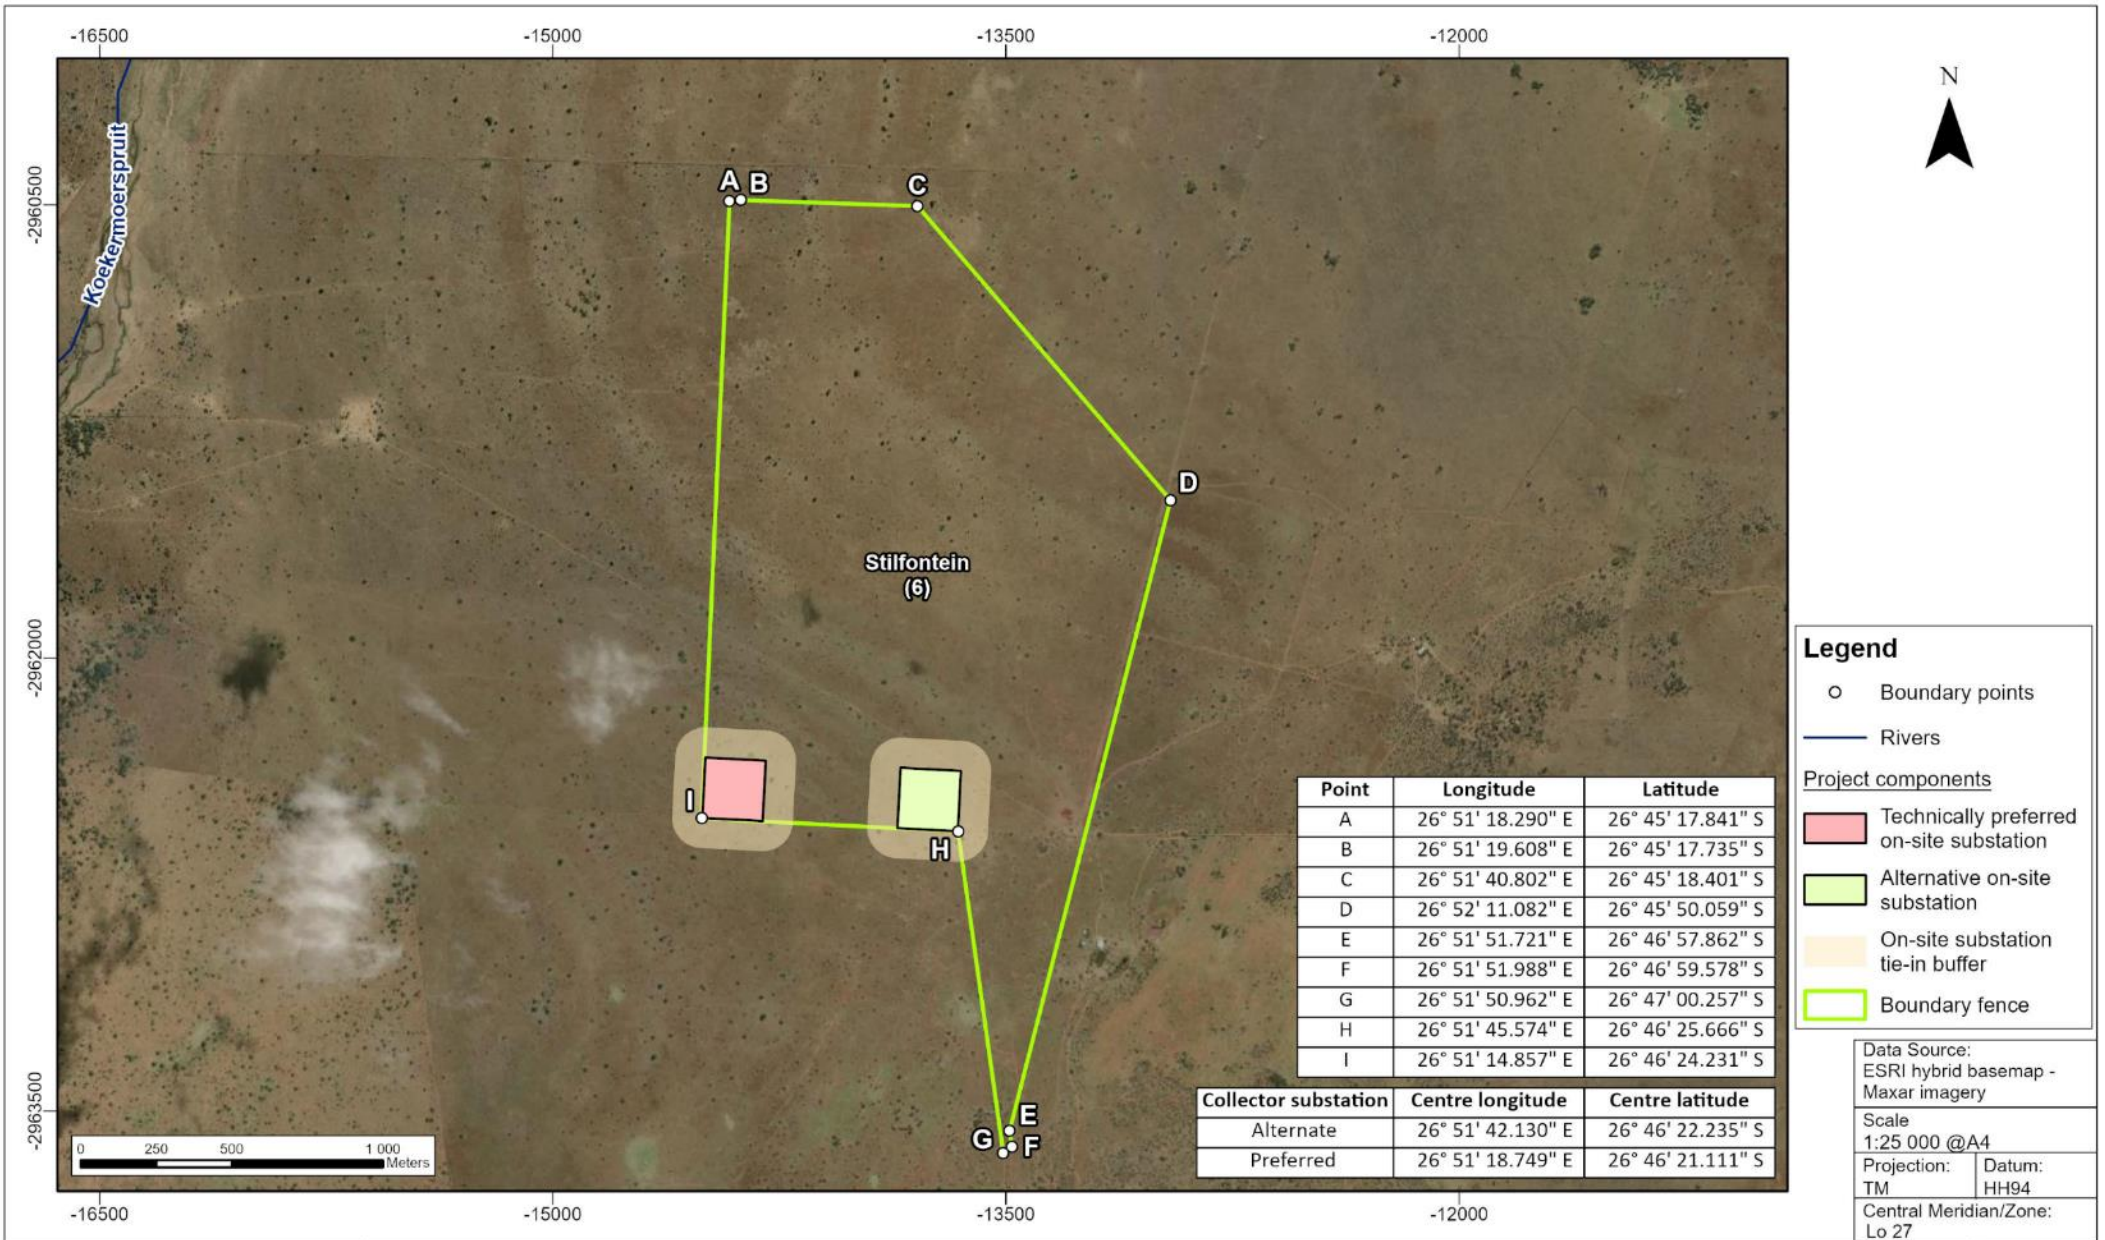 -16500 -15000 -13500 -12000
N
-2960500
Koekermoerspruit
A B C
D
Stilfontein
(6)
-2962000
I
H
E
G F
-2963500
0 250 500 1 000
Meters
Point Longitude Latitude
A 26° 51' 18.290" E 26° 45' 17.841" S
B 26° 51' 19.608" E 26° 45' 17.735" S
C 26° 51' 40.802" E 26° 45' 18.401" S
D 26° 52' 11.082" E 26° 45' 50.059" S
E 26° 51' 51.721" E 26° 46' 57.862" S
F 26° 51' 51.988" E 26° 46' 59.578" S
G 26° 51' 50.962" E 26° 47' 00.257" S
H 26° 51' 45.574" E 26° 46' 25.666" S
I 26° 51' 14.857" E 26° 46' 24.231" S
Collector substation Centre longitude Centre latitude
Alternate 26° 51' 42.130" E 26° 46' 22.235" S
Preferred 26° 51' 18.749" E 26° 46' 21.111" S
-16500 -15000 -13500 -12000
Legend
Boundary points
Rivers
Project components
Technically preferred
on-site substation
Alternative on-site
substation
On-site substation
tie-in buffer
Boundary fence
Data Source:
ESRI hybrid basemap -
Maxar imagery
Scale
1:25 000 @A4
Projection: Datum:
TM HH94
Central Meridian/Zone:
Lo 27